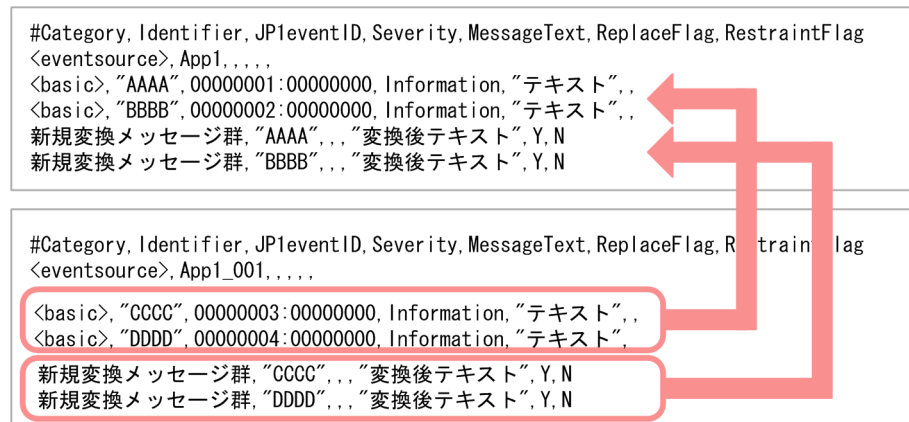 #Category,Identifier,JP1eventID,Severity,MessageText,ReplaceFlag,RestraintFlag
<eventsource>,App1,,,,,
<basic>,"AAAA",00000001:00000000,Information,"テキスト",,
<basic>,"BBBB",00000002:00000000,Information,"テキスト",,
新規変換メッセージ群,"AAAA",,,"変換後テキスト",Y,N
新規変換メッセージ群,"BBBB",,,"変換後テキスト",Y,N
#Category,Identifier,JP1eventID,Severity,MessageText,ReplaceFlag,R straint lag
<eventsource>,App1_001,,,,,
<basic>,"CCCC",00000003:00000000,Information,"テキスト",,
<basic>,"DDDD",00000004:00000000,Information,"テキスト",
新規変換メッセージ群,"CCCC",,,"変換後テキスト",Y,N
新規変換メッセージ群,"DDDD",,,"変換後テキスト",Y,N